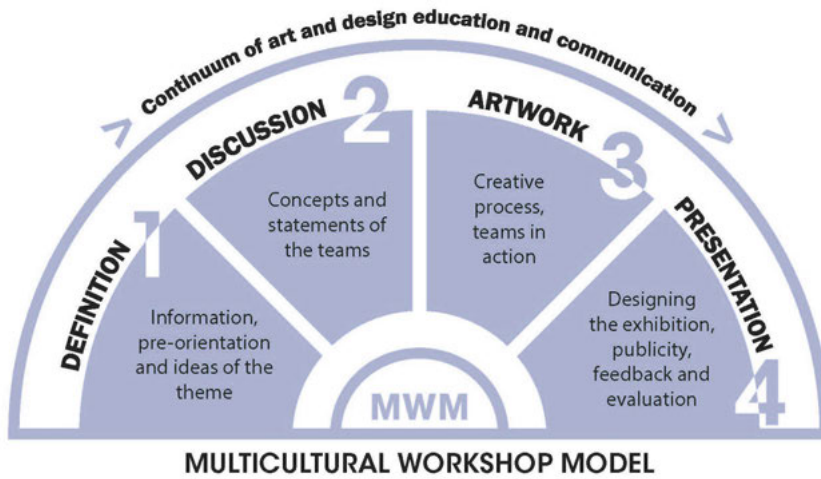 > Continuum of art and design education and communication >
DEFINITION 1
Information,
pre-orientation
and ideas of the
theme
DISCUSSION 2
Concepts and
statements of
the teams
ARTWORK 3
Creative
process,
teams in
action
PRESENTATION 4
Designing
the exhibition,
publicity,
feedback and
evaluation
MWM
MULTICULTURAL WORKSHOP MODEL